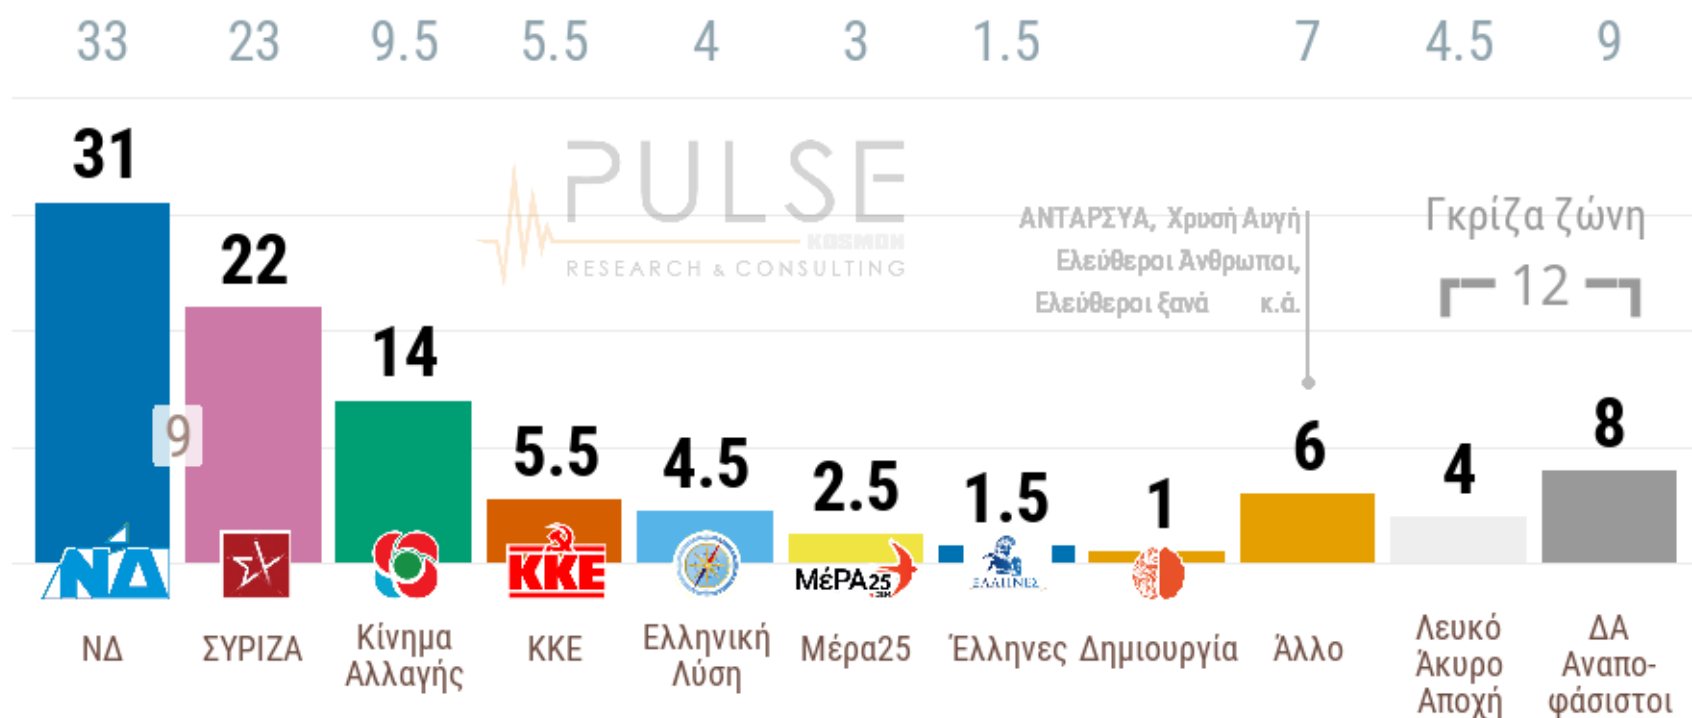 33 23 9.5 5.5 4 3 1.5 7 4.5 9
31
22
14
5.5
4.5
2.5
1.5
1
6
4
8
9
PULSE
KOSMON
RESEARCH & CONSULTING
ΑΝΤΑΡΣΥΑ, Χρυσή Αυγή
Ελεύθεροι Άνθρωποι,
Ελεύθεροι ξανά κ.ά.
Γκρίζα ζώνη
12
ΝΔ
ΚΚΕ
ΜέΡΑ25
ΕΛΛΗΝΕΣ
ΝΔ
ΣΥΡΙΖΑ
Κίνημα
Αλλαγής
ΚΚΕ
Ελληνική
Λύση
Μέρα25
Έλληνες
Δημιουργία
Άλλο
Λευκό
Άκυρο
Αποχή
ΔΑ
Αναπο-
φάσιστοι